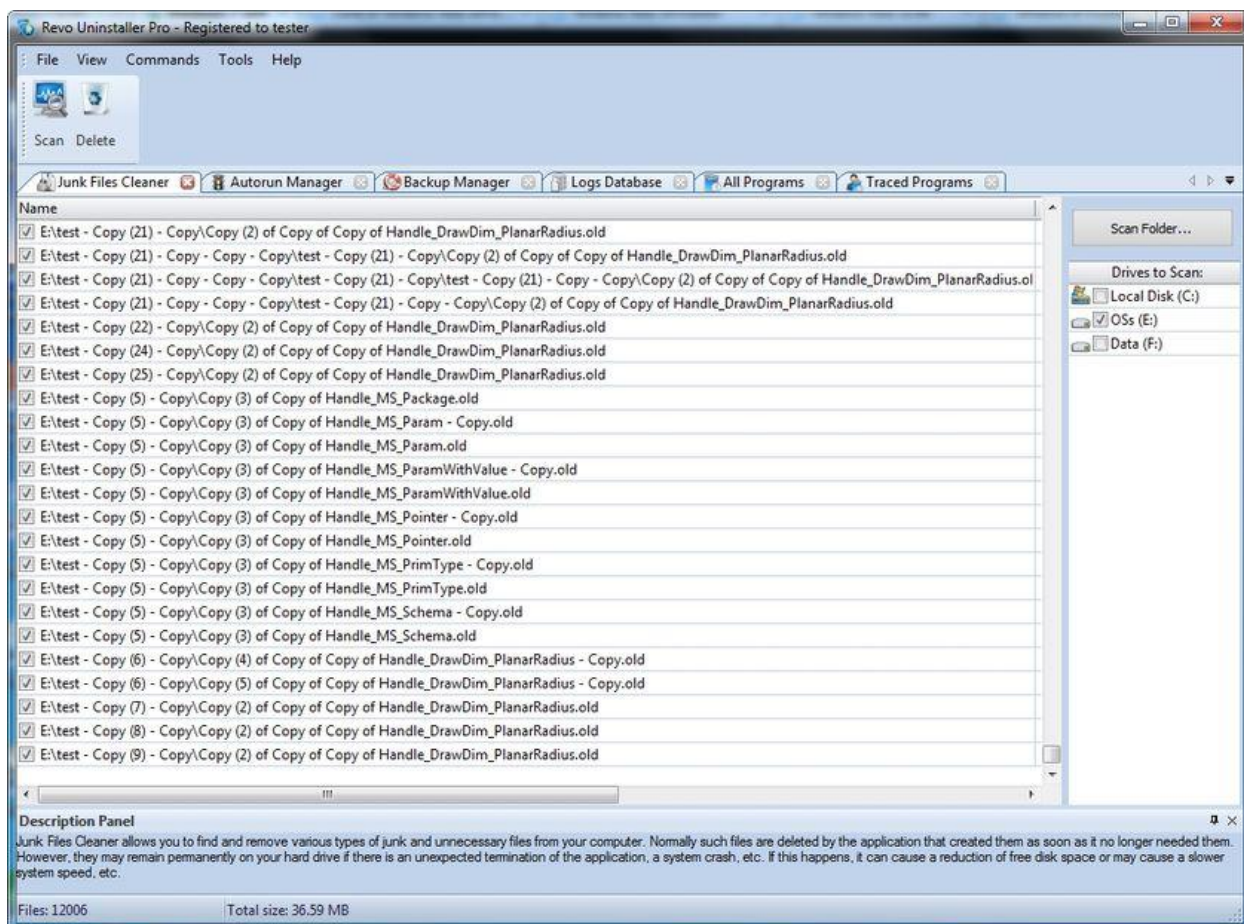 Revo Uninstaller Pro - Registered to tester
File View Commands Tools Help
Scan Delete
Junk Files Cleaner Autorun Manager Backup Manager Logs Database All Programs Traced Programs
Name
E:\test - Copy (21) - Copy\Copy (2) of Copy of Copy of Handle_DrawDim_PlanarRadius.old
E:\test - Copy (21) - Copy - Copy - Copy\test - Copy (21) - Copy\Copy (2) of Copy of Copy of Handle_DrawDim_PlanarRadius.old
E:\test - Copy (21) - Copy - Copy - Copy\test - Copy (21) - Copy\test - Copy (21) - Copy - Copy\Copy (2) of Copy of Copy of Handle_DrawDim_PlanarRadius.ol
E:\test - Copy (21) - Copy - Copy - Copy\test - Copy (21) - Copy - Copy\Copy (2) of Copy of Copy of Handle_DrawDim_PlanarRadius.old
E:\test - Copy (22) - Copy\Copy (2) of Copy of Copy of Handle_DrawDim_PlanarRadius.old
E:\test - Copy (24) - Copy\Copy (2) of Copy of Copy of Handle_DrawDim_PlanarRadius.old
E:\test - Copy (25) - Copy\Copy (2) of Copy of Copy of Handle_DrawDim_PlanarRadius.old
E:\test - Copy (5) - Copy\Copy (3) of Copy of Handle_MS_Package.old
E:\test - Copy (5) - Copy\Copy (3) of Copy of Handle_MS_Param - Copy.old
E:\test - Copy (5) - Copy\Copy (3) of Copy of Handle_MS_Param.old
E:\test - Copy (5) - Copy\Copy (3) of Copy of Handle_MS_ParamWithValue - Copy.old
E:\test - Copy (5) - Copy\Copy (3) of Copy of Handle_MS_ParamWithValue.old
E:\test - Copy (5) - Copy\Copy (3) of Copy of Handle_MS_Pointer - Copy.old
E:\test - Copy (5) - Copy\Copy (3) of Copy of Handle_MS_Pointer.old
E:\test - Copy (5) - Copy\Copy (3) of Copy of Handle_MS_PrimType - Copy.old
E:\test - Copy (5) - Copy\Copy (3) of Copy of Handle_MS_PrimType.old
E:\test - Copy (5) - Copy\Copy (3) of Copy of Handle_MS_Schema - Copy.old
E:\test - Copy (5) - Copy\Copy (3) of Copy of Handle_MS_Schema.old
E:\test - Copy (6) - Copy\Copy (4) of Copy of Copy of Handle_DrawDim_PlanarRadius - Copy.old
E:\test - Copy (6) - Copy\Copy (5) of Copy of Copy of Handle_DrawDim_PlanarRadius - Copy.old
E:\test - Copy (7) - Copy\Copy (2) of Copy of Copy of Handle_DrawDim_PlanarRadius.old
E:\test - Copy (8) - Copy\Copy (2) of Copy of Copy of Handle_DrawDim_PlanarRadius.old
E:\test - Copy (9) - Copy\Copy (2) of Copy of Copy of Handle_DrawDim_PlanarRadius.old
Scan Folder...
Drives to Scan:
Local Disk (C:)
OSs (E:)
Data (F:)
Description Panel
Junk Files Cleaner allows you to find and remove various types of junk and unnecessary files from your computer. Normally such files are deleted by the application that created them as soon as it no longer needed them.
However, they may remain permanently on your hard drive if there is an unexpected termination of the application, a system crash, etc. If this happens, it can cause a reduction of free disk space or may cause a slower
system speed, etc.
Files: 12006 Total size: 36.59 MB